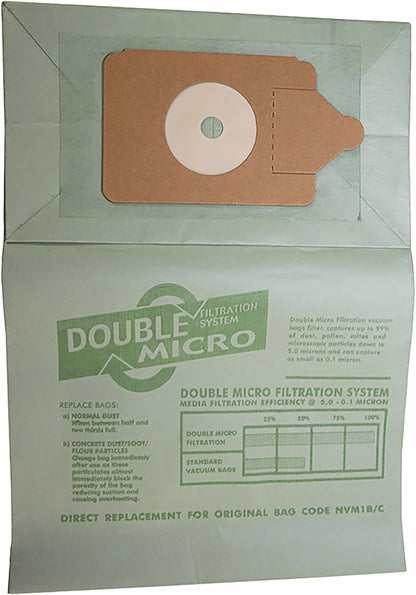 DOUBLE
FILTRATION
SYSTEM
MICRO
Double Micro Filtration vacuum
bags filter, captures up to 99%
of dust, pollen, mites and
microscopic particles down to
5.0 microns and can capture
as small as 0.1 micron.
REPLACE BAGS:
a) NORMAL DUST
When between half and
two thirds full.
b) CONCRETE DUST/SOOT/
FLOUR PARTICLES
Change bag immediately
after use as these
particulates almost
immediately block the
porosity of the bag
reducing suction and
causing overheating.
DOUBLE MICRO FILTRATION SYSTEM
MEDIA FILTRATION EFFICIENCY @ 5.0 - 0.1 MICRON
25% 50% 75% 100%
DOUBLE MICRO
FILTRATION
STANDARD
VACUUM BAGS
DIRECT REPLACEMENT FOR ORIGINAL BAG CODE NVM1B/C